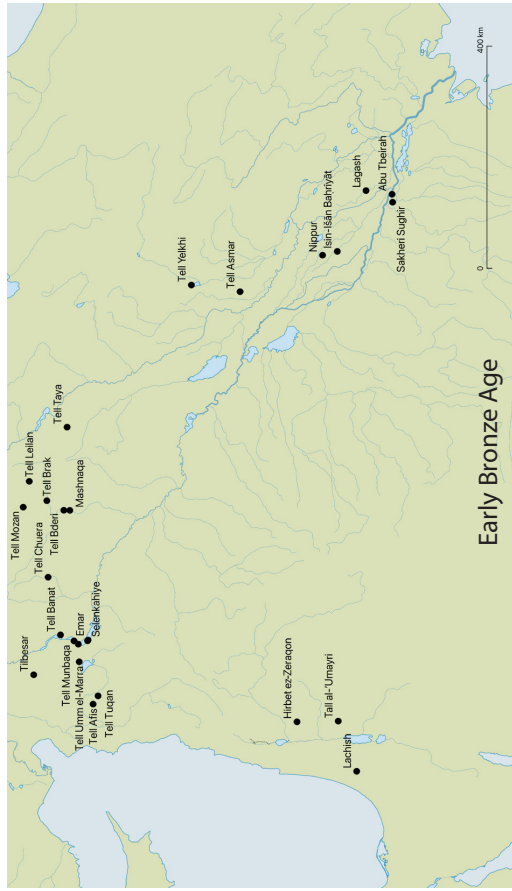 Tilbesar
Tell Banat
Tell Munbaqa
Emar
Selenkahiye
Tell Umm el-Marra
Tell Afis
Tell Tuqan
Tell Chuera
Tell Mozan
Tell Leilan
Tell Brak
Tell Bderi
Mashnaqa
Tell Taya
Tell Yelkhi
Tell Asmar
Nippur
Isin-Išān Baḥrīyāt
Lagash
Abu Tbeirah
Sakheri Sughir
Hirbet ez-Zeraqon
Tall al-ʿUmayri
Lachish
Early Bronze Age
0
400 km